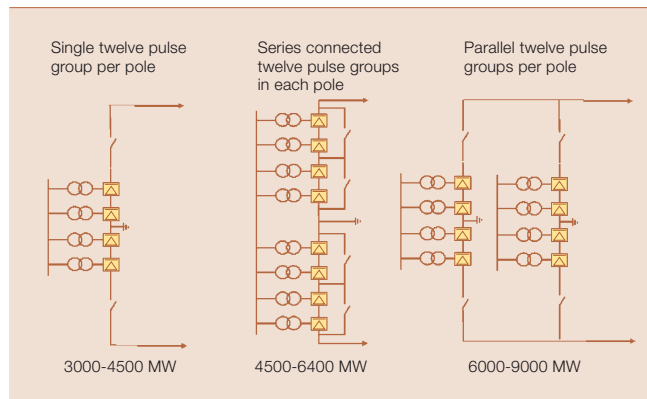 Single twelve pulse
group per pole
Series connected
twelve pulse groups
in each pole
Parallel twelve pulse
groups per pole
3000-4500 MW
4500-6400 MW
6000-9000 MW